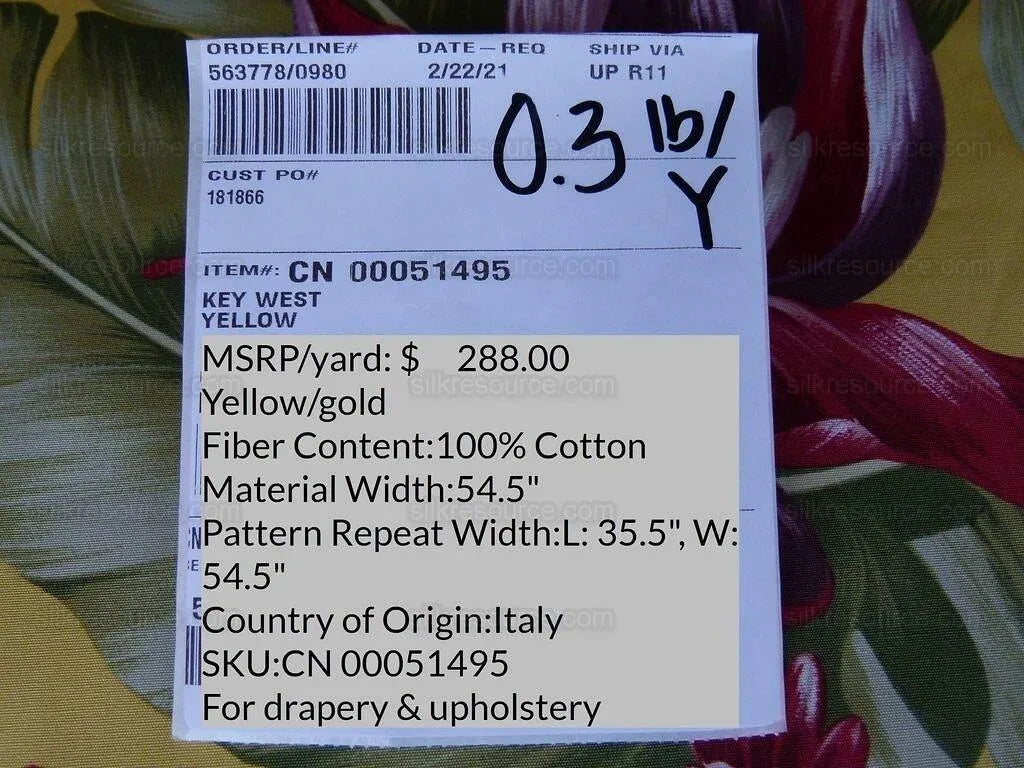 ORDER/LINE# DATE-REQ SHIP VIA
563778/0980 2/22/21 UP R11
0.3 lb/
Y
CUST PO#
181866
ITEM#: CN 00051495
KEY WEST
YELLOW
MSRP/yard: $ 288.00
Yellow/gold
Fiber Content:100% Cotton
Material Width:54.5"
Pattern Repeat Width:L: 35.5", W:
54.5"
Country of Origin:Italy
SKU:CN 00051495
For drapery & upholstery
silkresource.com